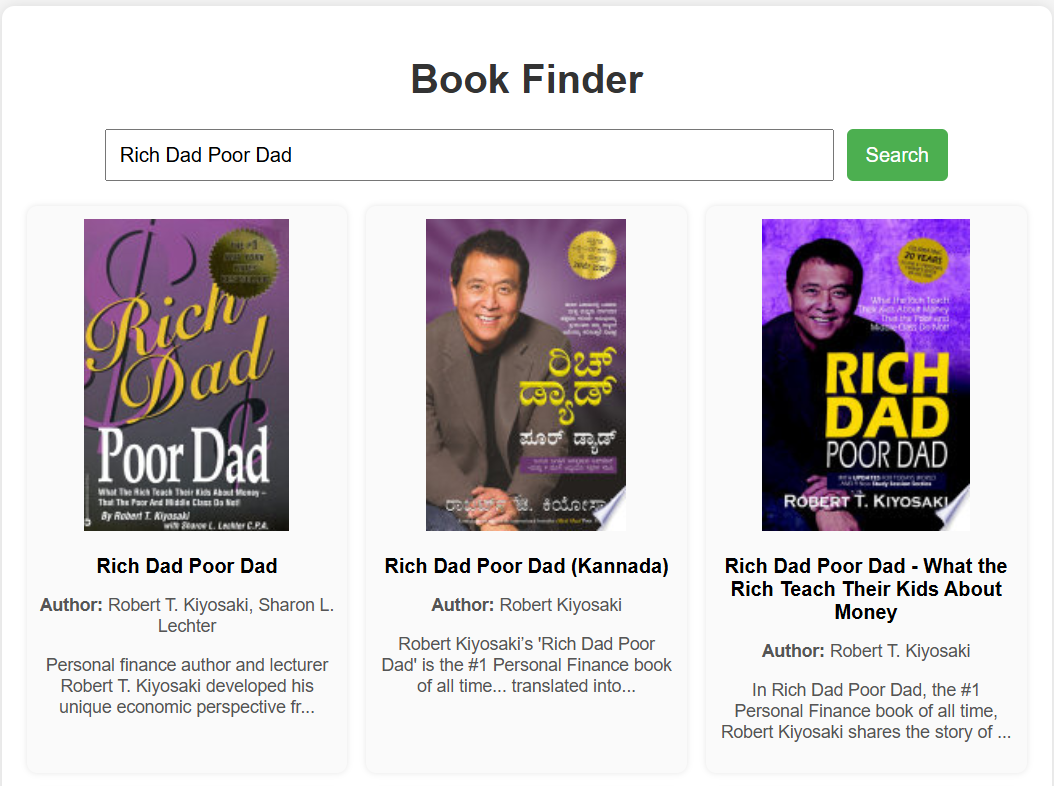 Book Finder
Rich Dad Poor Dad
Search
Rich
Dad
Poor Dad
What The Rich Teach Their Kids About Money –
That The Poor And Middle Class Do Not!
By Robert T. Kiyosaki
with Sharon L. Lechter C.P.A.
Rich Dad Poor Dad
Author: Robert T. Kiyosaki, Sharon L.
Lechter
Personal finance author and lecturer
Robert T. Kiyosaki developed his
unique economic perspective fr...
ರಿಚ್
ಡ್ಯಾಡ್
ಪೂರ್ ಡ್ಯಾಡ್
Rich Dad Poor Dad (Kannada)
Author: Robert Kiyosaki
Robert Kiyosaki’s 'Rich Dad Poor
Dad' is the #1 Personal Finance book
of all time... translated into...
20 YEARS
What the Rich Teach
Their Kids About Money
That the Poor and
Middle Class Do Not!
RICH
DAD
POOR DAD
ROBERT T. KIYOSAKI
Rich Dad Poor Dad - What the
Rich Teach Their Kids About
Money
Author: Robert T. Kiyosaki
In Rich Dad Poor Dad, the #1
Personal Finance book of all time,
Robert Kiyosaki shares the story of ...